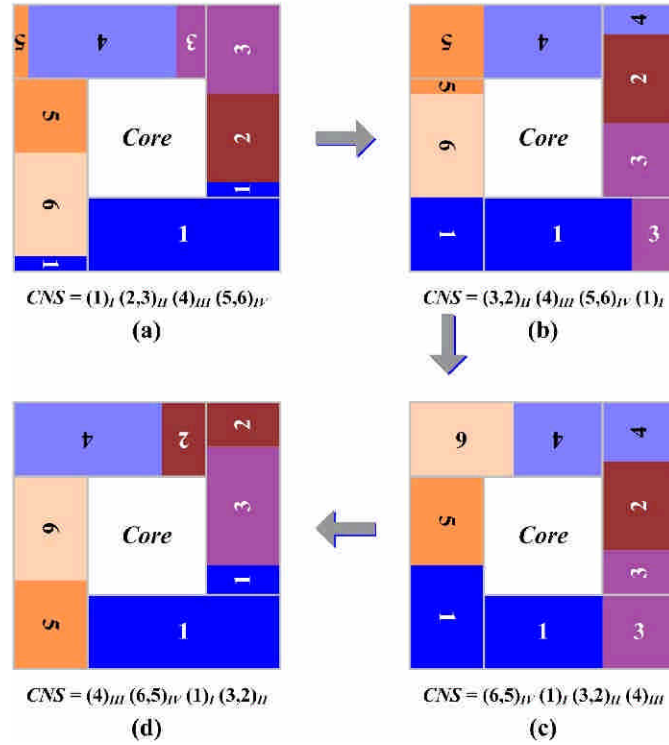 5 4 3 3
4
5 4
5 Core 2
5 Core 2
6
6 3
1
1 1
1 1 3
CNS = (1)I (2,3)II (4)III (5,6)IV
CNS = (3,2)II (4)III (5,6)IV (1)I
(a)
(b)
4 2 2
6 4 4
6 Core 3
5 Core 2
1
3
5 1
1 1 3
CNS = (4)III (6,5)IV (1)I (3,2)II
CNS = (6,5)IV (1)I (3,2)II (4)III
(d)
(c)